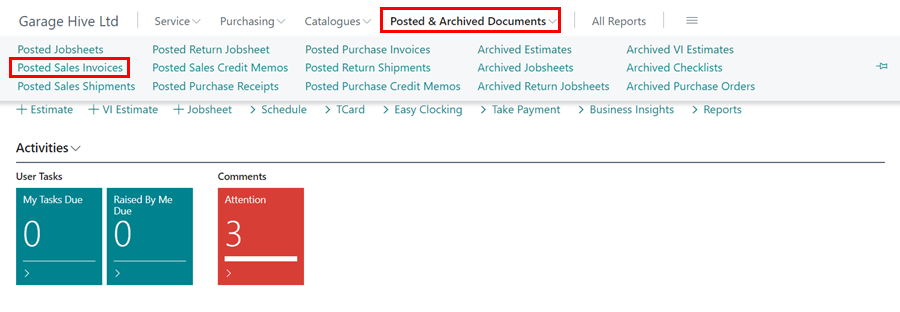 Garage Hive Ltd Service Purchasing Catalogues Posted & Archived Documents All Reports
Posted Jobsheets Posted Return Jobsheet Posted Purchase Invoices Archived Estimates Archived VI Estimates
Posted Sales Invoices Posted Sales Credit Memos Posted Return Shipments Archived Jobsheets Archived Checklists
Posted Sales Shipments Posted Purchase Receipts Posted Purchase Credit Memos Archived Return Jobsheets Archived Purchase Orders
+ Estimate + VI Estimate + Jobsheet > Schedule > TCard > Easy Clocking > Take Payment > Business Insights > Reports
Activities
User Tasks Comments
My Tasks Due Raised By Me Due Attention
0 0 3